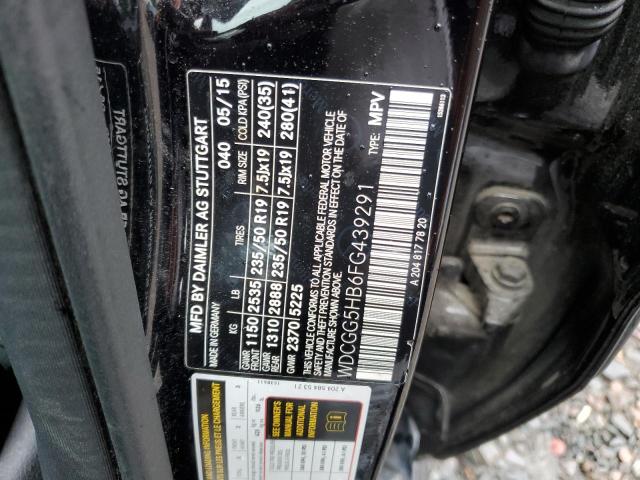 MFD BY DAIMLER AG STUTTGART
MADE IN GERMANY 040 05/15
KG LB TIRES RIM SIZE COLD KPA(PSI)
GAWR FRONT 1150 2535 235/50 R19 7.5Jx19 240(35)
GAWR REAR 1310 2888 235/50 R19 7.5Jx19 280(41)
GVWR 2370 5225
THIS VEHICLE CONFORMS TO ALL APPLICABLE FEDERAL MOTOR VEHICLE
SAFETY AND THEFT PREVENTION STANDARDS IN EFFECT ON THE DATE OF
MANUFACTURE SHOWN ABOVE.
WDCGG5HB6FG439291 TYPE: MPV
A 204 817 78 20
A 204 584 53 21
SEE OWNER'S
MANUAL FOR
ADDITIONAL
INFORMATION